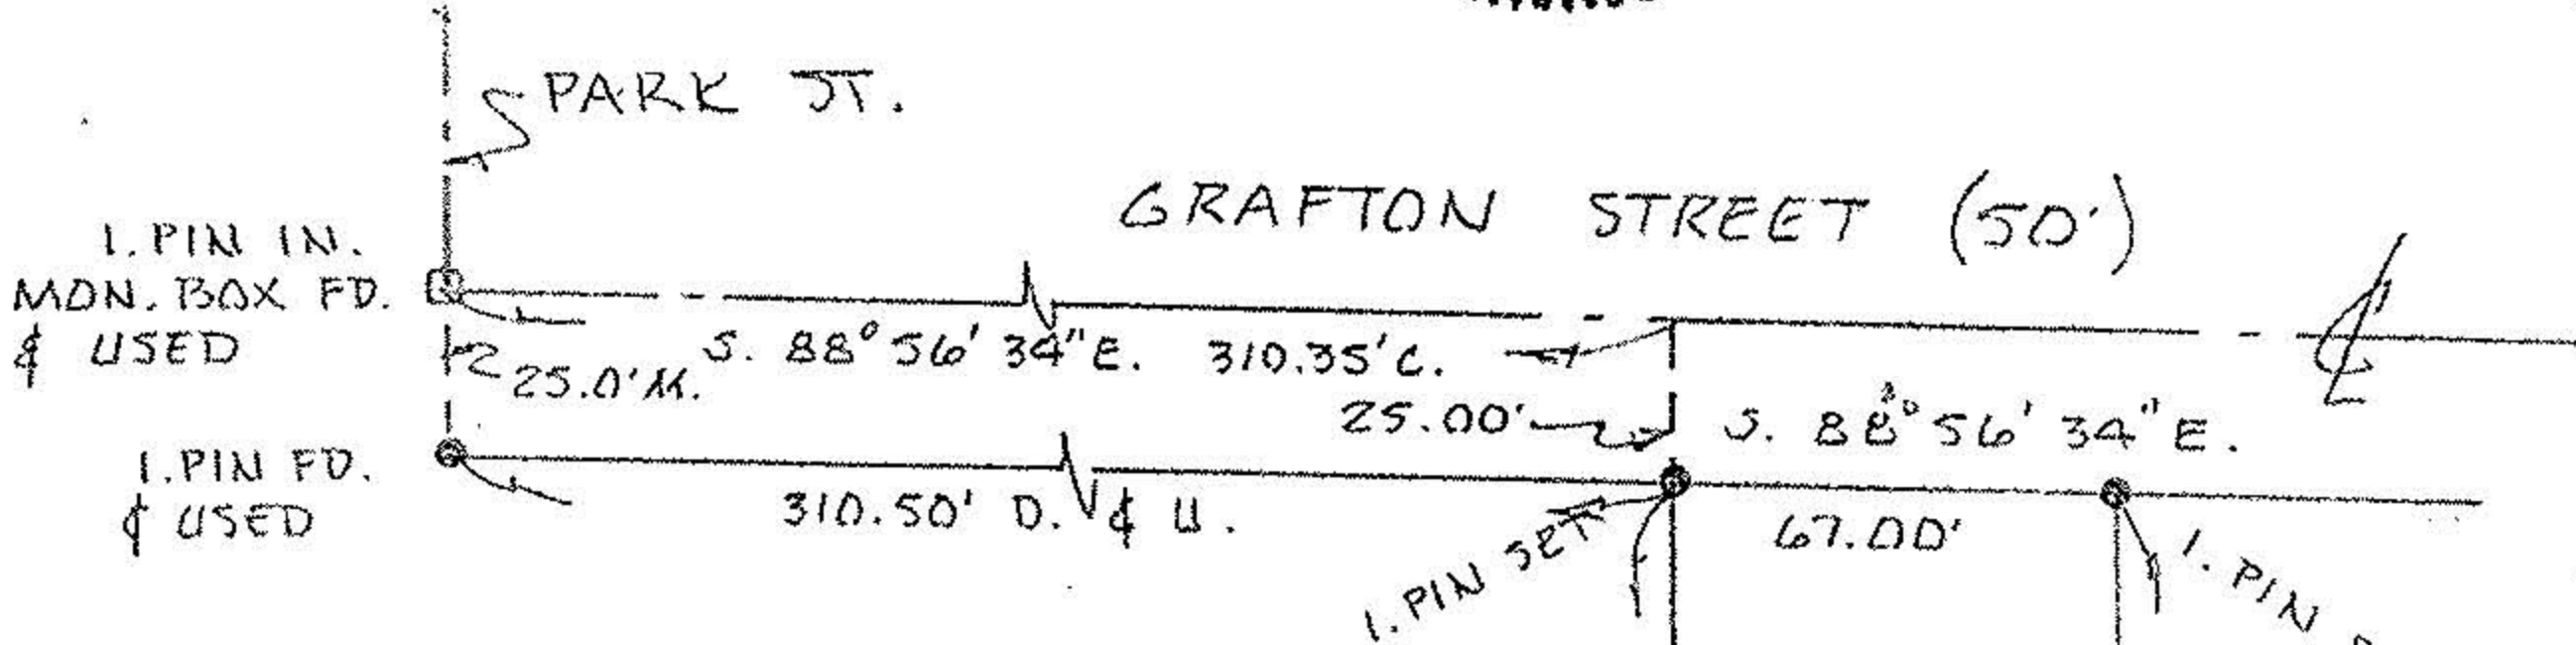 PARK ST.
GRAFTON STREET (50')
I. PIN IN.
MON. BOX FD.
& USED
S. 88° 56' 34" E. 310.35' C.
25.0' M.
25.00'
S. 88° 56' 34" E.
I. PIN FD.
& USED
310.50' D. & U.
67.00'
I. PIN SET
I. PIN